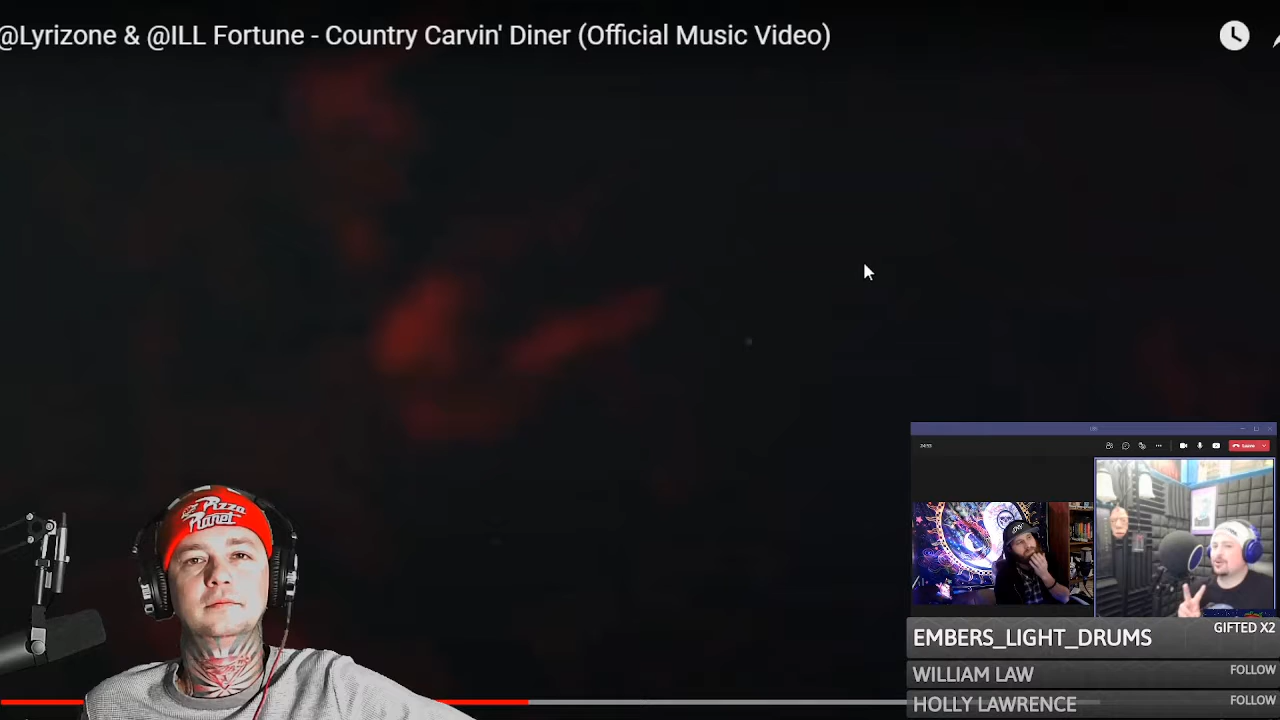 @Lyrizone & @ILL Fortune - Country Carvin' Diner (Official Music Video)
Pizza
Planet
Leave
EMBERS_LIGHT_DRUMS GIFTED X2
WILLIAM LAW FOLLOW
HOLLY LAWRENCE FOLLOW